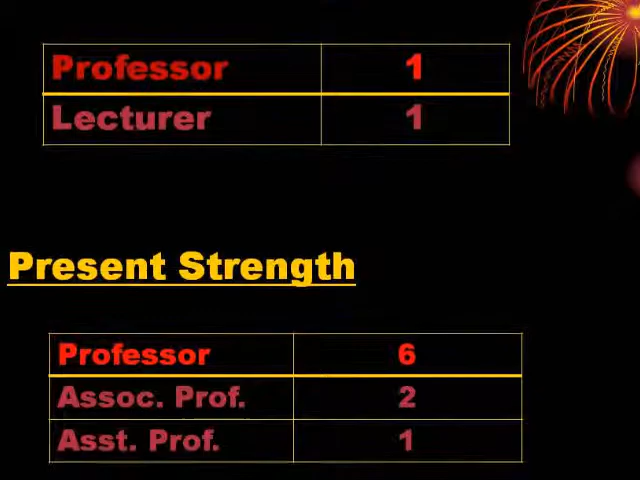 Professor 1
Lecturer 1
Present Strength
Professor 6
Assoc. Prof. 2
Asst. Prof. 1